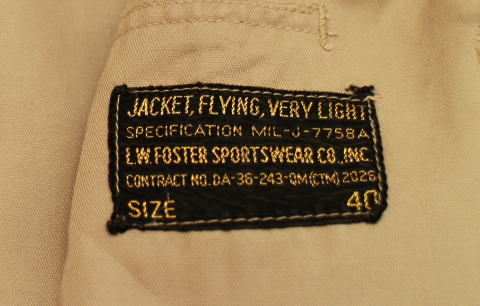 JACKET, FLYING, VERY LIGHT
SPECIFICATION MIL-J-7758A
L.W. FOSTER SPORTSWEAR CO., INC.
CONTRACT NO. DA-36-243-QM(CTM) 2026
SIZE 40